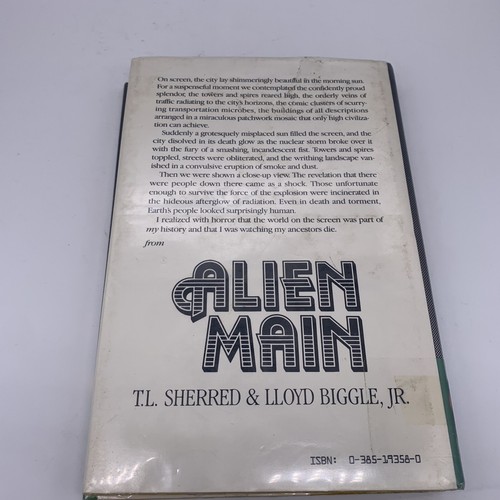 On screen, the city lay shimmeringly beautiful in the morning sun.
For a suspenseful moment we contemplated the confidently proud
splendor, the towers and spires reared high, the orderly veins of
traffic radiating to the city's horizons, the comic clusters of scurry-
ing transportation microbes, the buildings of all descriptions
arranged in a miraculous patchwork mosaic that only high civiliza-
tion can achieve.
Suddenly a grotesquely misplaced sun filled the screen, and the
city disolved in its death glow as the nuclear storm broke over it
with the fury of a smashing, incandescent fist. Towers and spires
toppled, streets were obliterated, and the writhing landscape van-
ished in a convulsive eruption of smoke and dust.
Then we were shown a close-up view. The revelation that there
were people down there came as a shock. Those unfortunate
enough to survive the force of the explosion were incinerated in
the hideous afterglow of radiation. Even in death and torment,
Earth's people looked surprisingly human.
I realized with horror that the world on the screen was part of
my history and that I was watching my ancestors die.
from
ALIEN
MAIN
T.L. SHERRED & LLOYD BIGGLE, JR.
ISBN: 0-385-19358-0